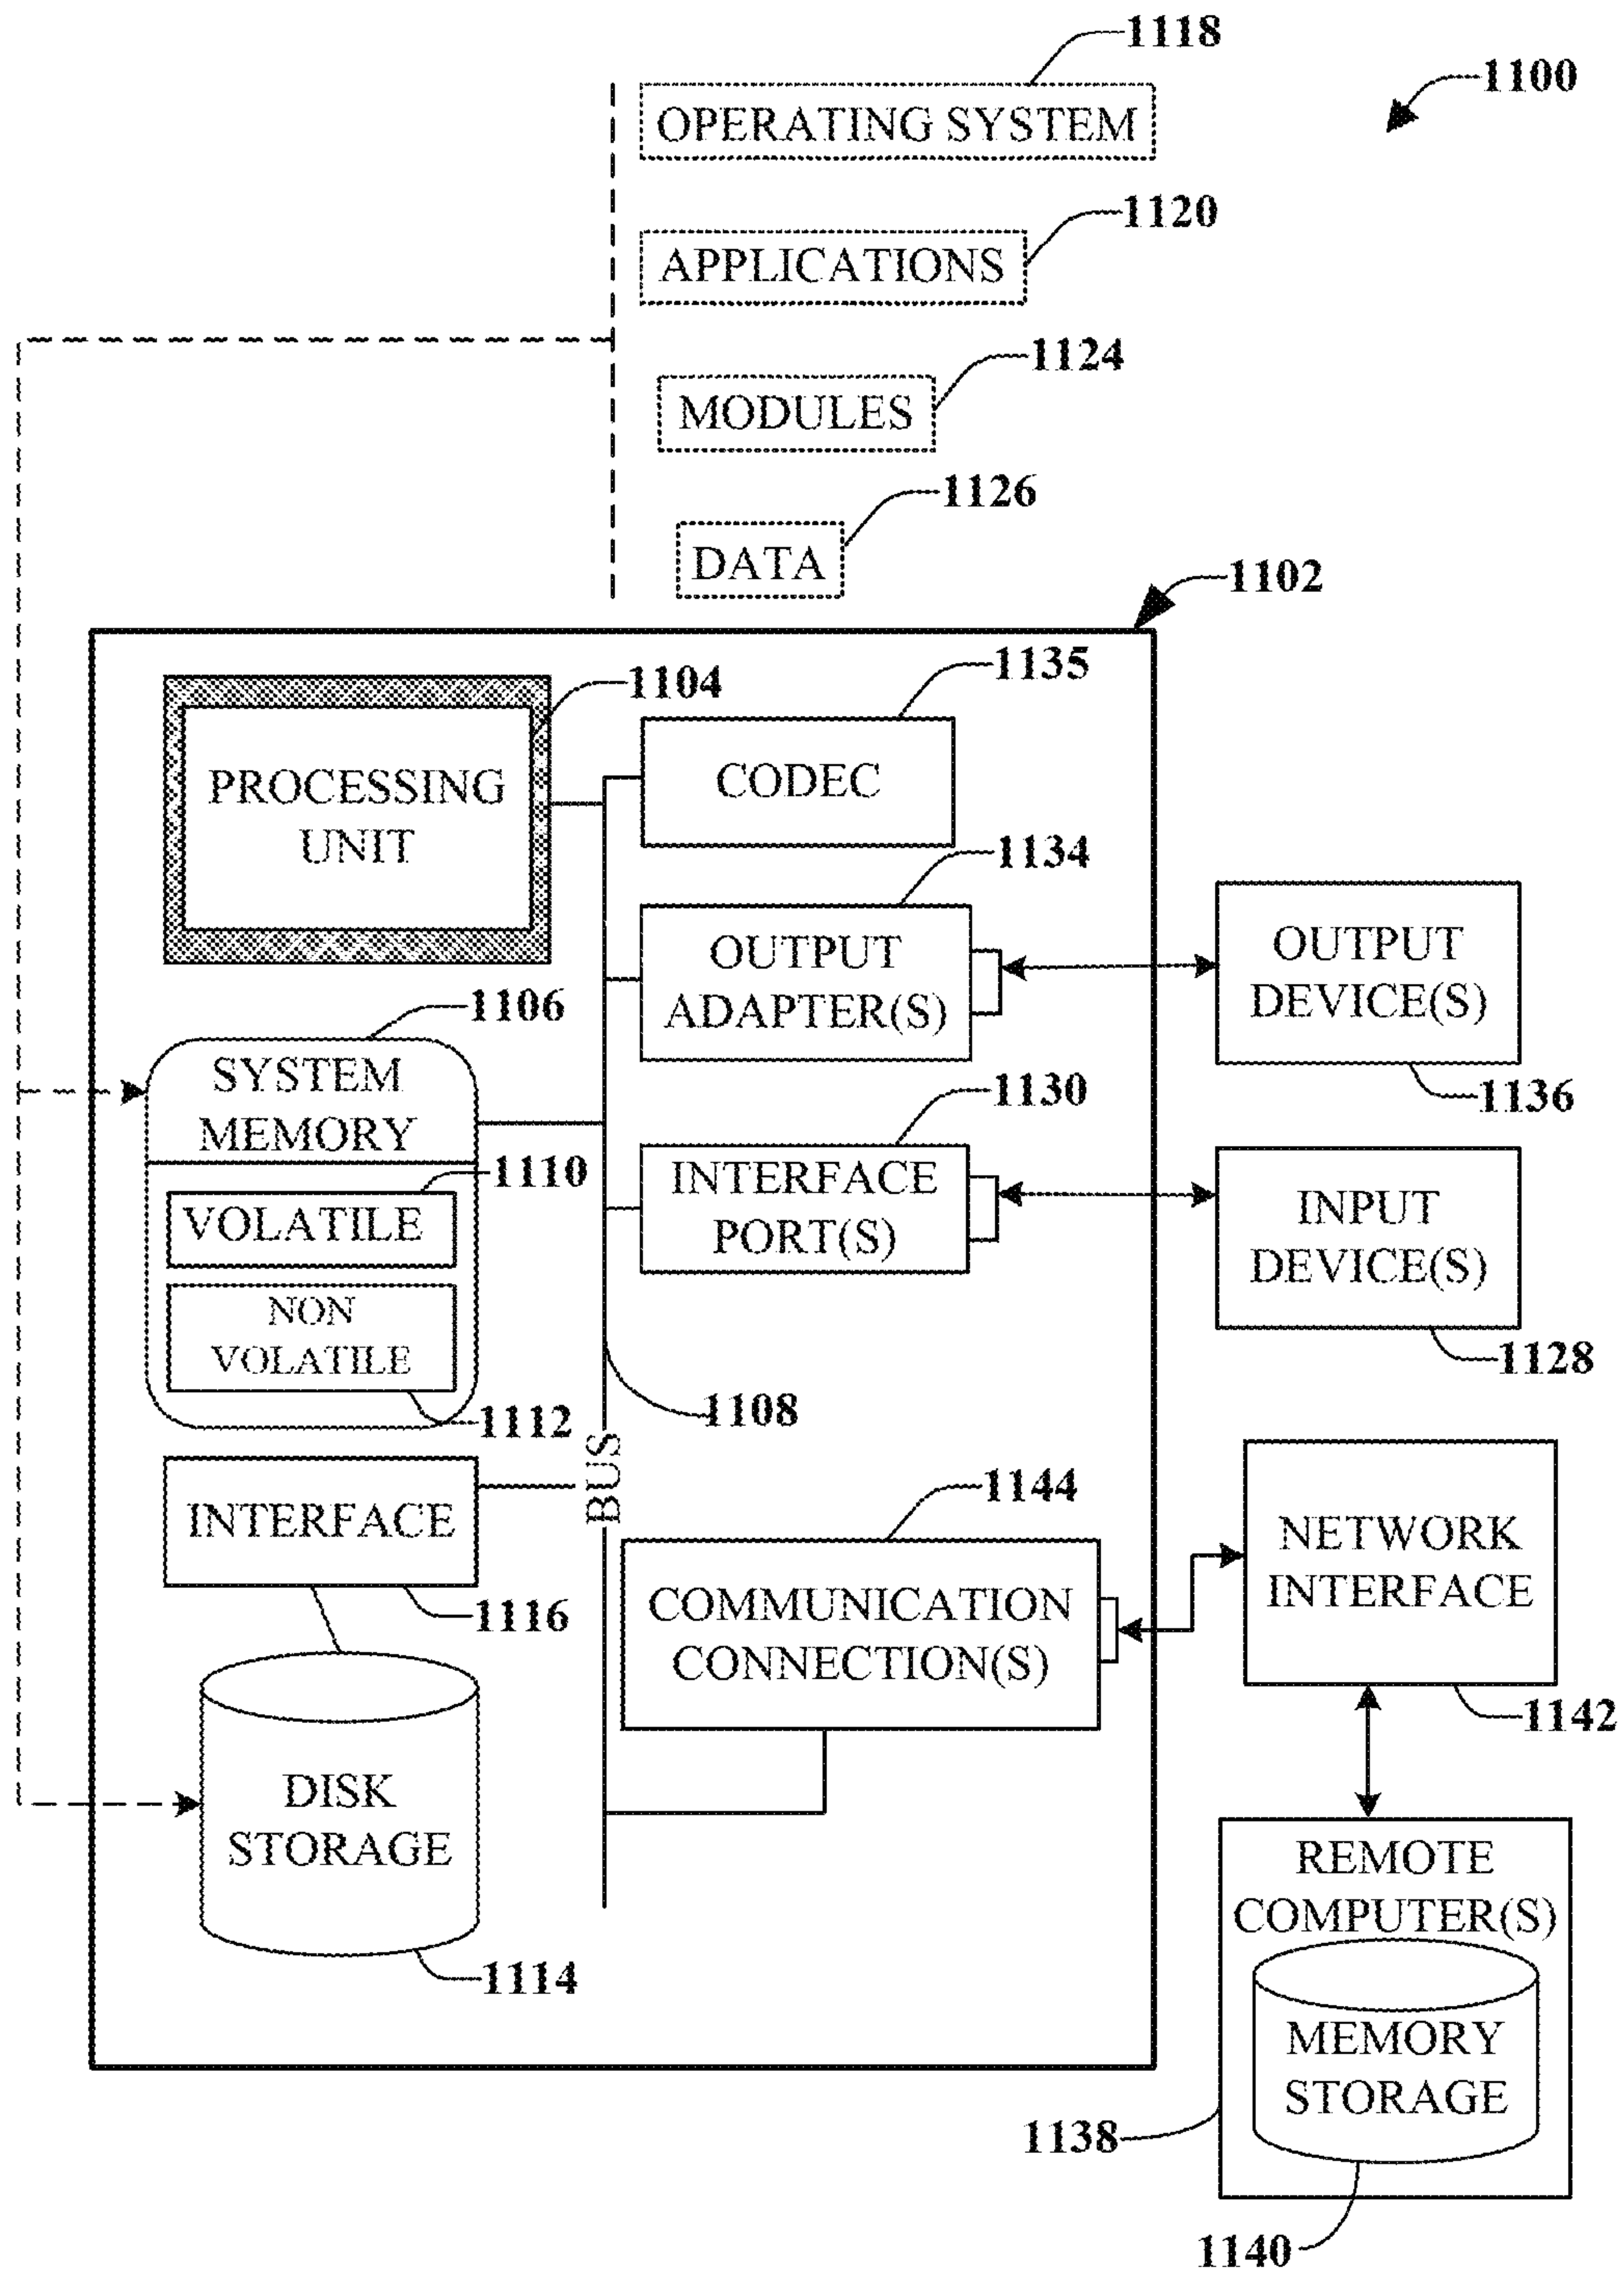 1118
1100
OPERATING SYSTEM
1120
APPLICATIONS
1124
MODULES
1126
DATA
1102
1135
1104
CODEC
PROCESSING
UNIT
1134
OUTPUT
ADAPTER(S)
OUTPUT
DEVICE(S)
1136
1106
SYSTEM
MEMORY
1130
1110
INTERFACE
PORT(S)
INPUT
DEVICE(S)
1128
VOLATILE
NON
VOLATILE
1112
1108
BUS
1144
INTERFACE
1116
COMMUNICATION
CONNECTION(S)
NETWORK
INTERFACE
1142
DISK
STORAGE
1114
REMOTE
COMPUTER(S)
MEMORY
STORAGE
1138
1140